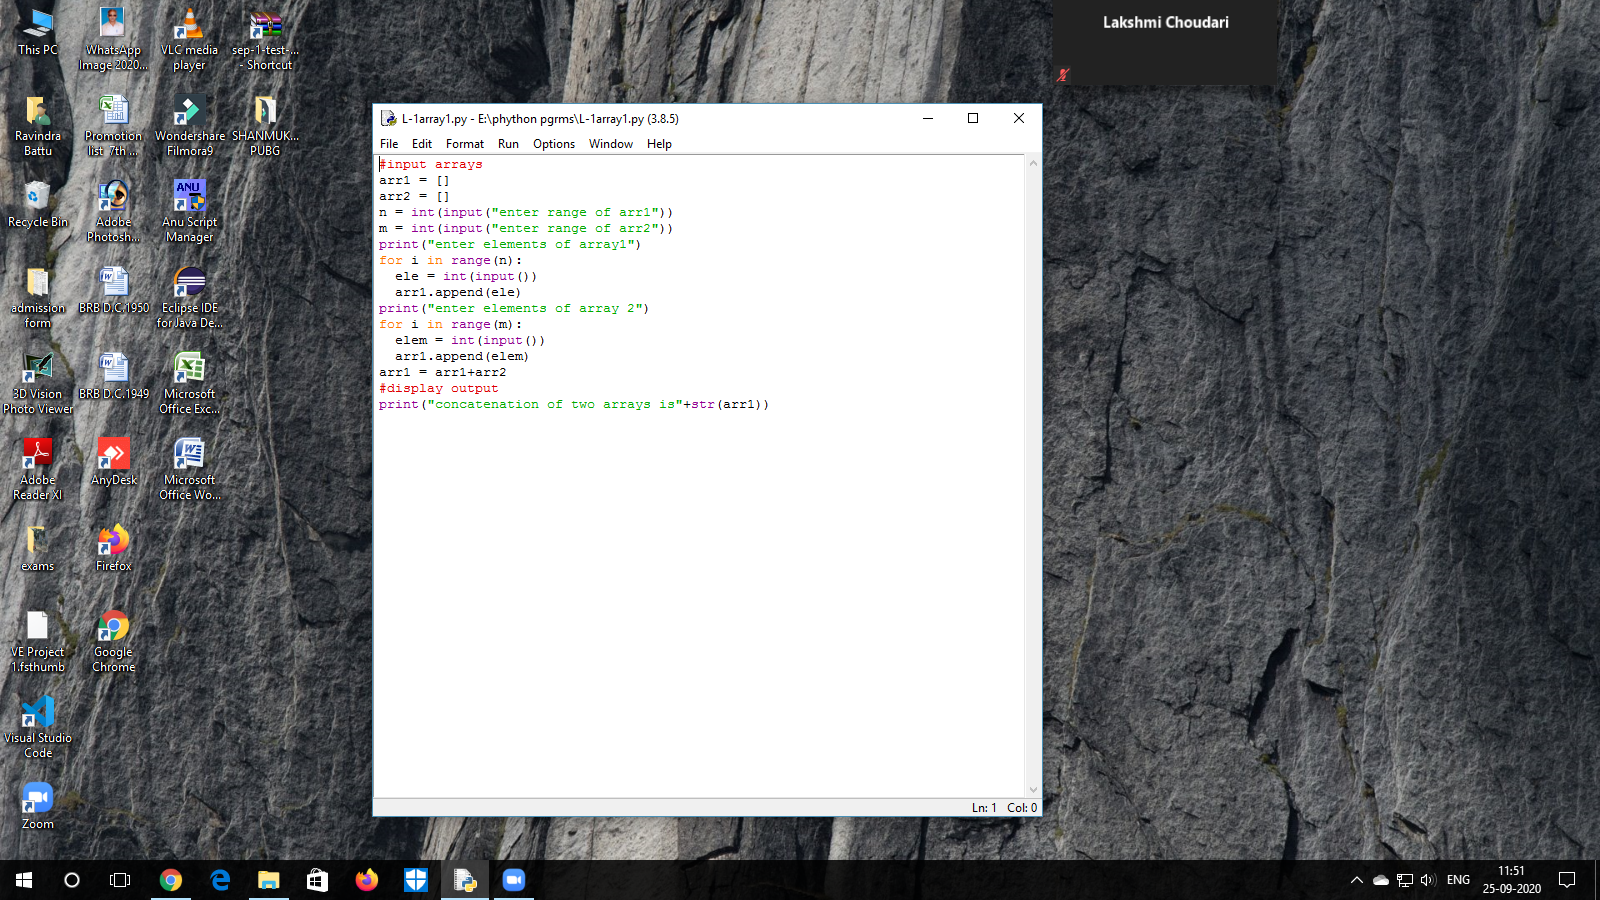 This PC
WhatsApp
Image 2020...
VLC media
player
sep-1-test-...
- Shortcut
Ravindra
Battu
Promotion
list_7th ...
Wondershare
Filmora9
SHANMUK...
PUBG
Recycle Bin
Adobe
Photosh...
ANU
Anu Script
Manager
admission
form
BRB D.C.1950
Eclipse IDE
for Java De...
3D Vision
Photo Viewer
BRB D.C.1949
Microsoft
Office Exc...
Adobe
Reader XI
AnyDesk
Microsoft
Office Wo...
exams
Firefox
VE Project
1.fsthumb
Google
Chrome
Visual Studio
Code
Zoom
Lakshmi Choudari
L-1array1.py - E:\phython pgrms\L-1array1.py (3.8.5)
File Edit Format Run Options Window Help
#input arrays
arr1 = []
arr2 = []
n = int(input("enter range of arr1"))
m = int(input("enter range of arr2"))
print("enter elements of array1")
for i in range(n):
  ele = int(input())
  arr1.append(ele)
print("enter elements of array 2")
for i in range(m):
  elem = int(input())
  arr1.append(elem)
arr1 = arr1+arr2
#display output
print("concatenation of two arrays is"+str(arr1))
Ln: 1 Col: 0
ENG
11:51
25-09-2020